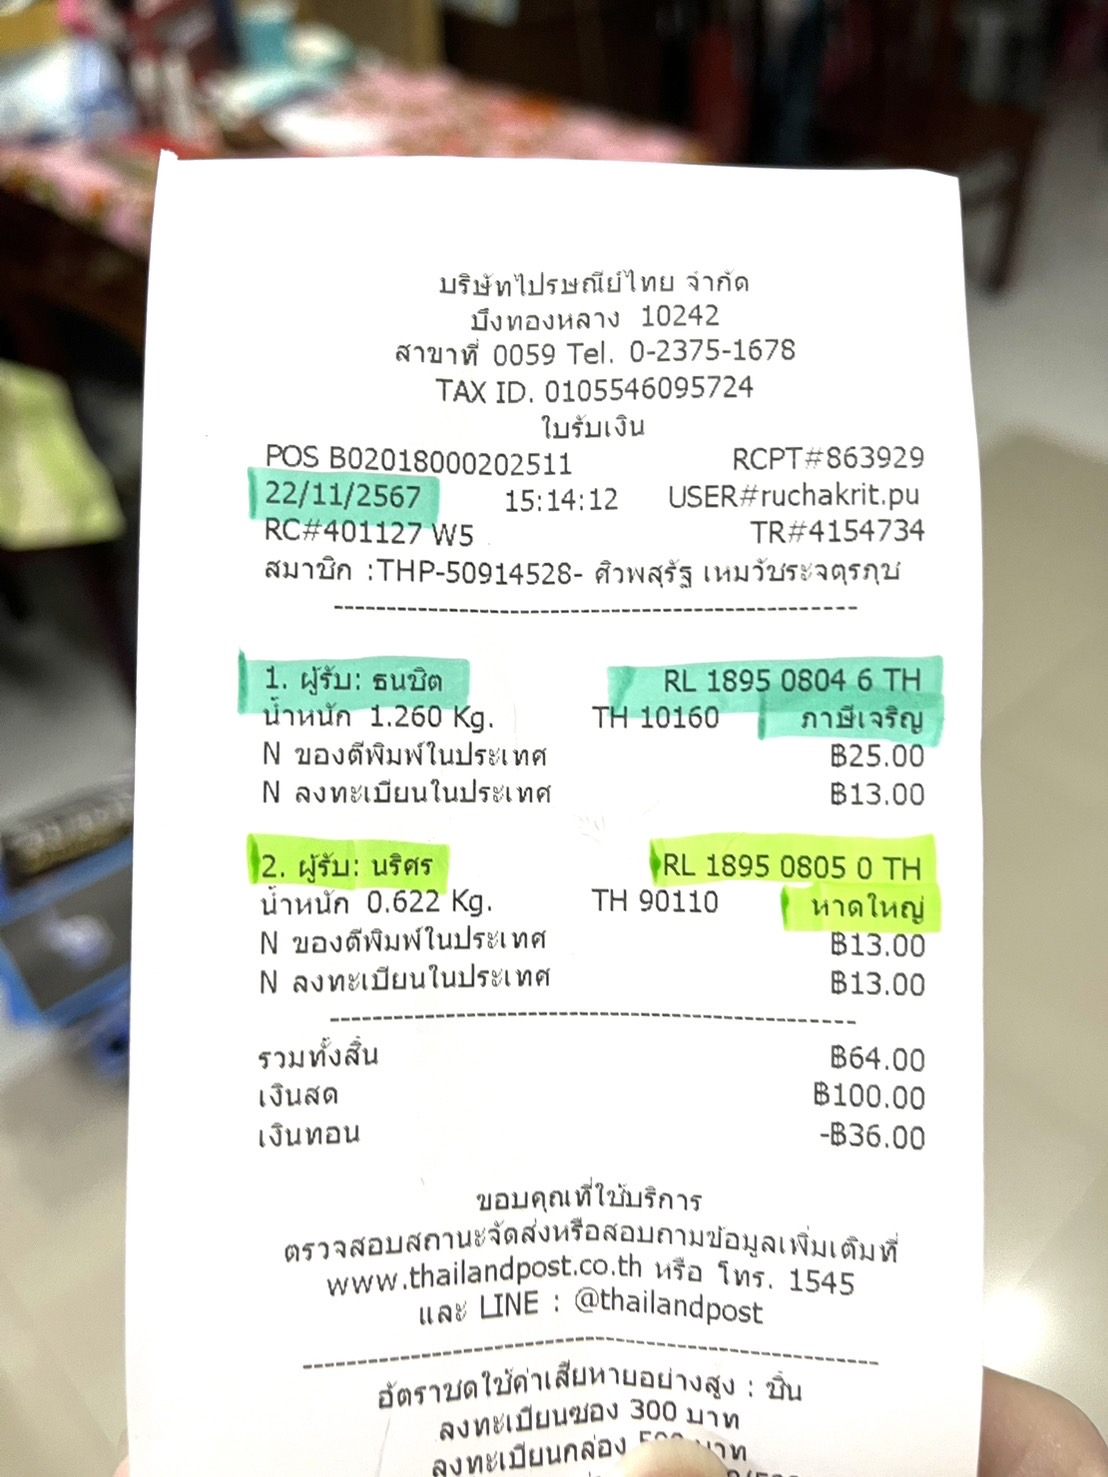 บริษัทไปรษณีย์ไทย จำกัด
บึงทองหลาง 10242
สาขาที่ 0059 Tel. 0-2375-1678
TAX ID. 0105546095724
ใบรับเงิน
POS B02018000202511 RCPT#863929
22/11/2567 15:14:12 USER#ruchakrit.pu
RC#401127 W5 TR#4154734
สมาชิก :THP-50914528- ศิวพสุรัฐ เหมวัชระจตุรภุช
1. ผู้รับ: ธนชิต RL 1895 0804 6 TH
น้ำหนัก 1.260 Kg. TH 10160 ภาษีเจริญ
N ของตีพิมพ์ในประเทศ ฿25.00
N ลงทะเบียนในประเทศ ฿13.00
2. ผู้รับ: นริศร RL 1895 0805 0 TH
น้ำหนัก 0.622 Kg. TH 90110 หาดใหญ่
N ของตีพิมพ์ในประเทศ ฿13.00
N ลงทะเบียนในประเทศ ฿13.00
รวมทั้งสิ้น ฿64.00
เงินสด ฿100.00
เงินทอน -฿36.00
ขอบคุณที่ใช้บริการ
ตรวจสอบสถานะจัดส่งหรือสอบถามข้อมูลเพิ่มเติมที่
www.thailandpost.co.th หรือ โทร. 1545
และ LINE : @thailandpost
อัตราชดใช้ค่าเสียหายอย่างสูง : ชิ้น
ลงทะเบียนซอง 300 บาท
ลงทะเบียนกล่อง บาท